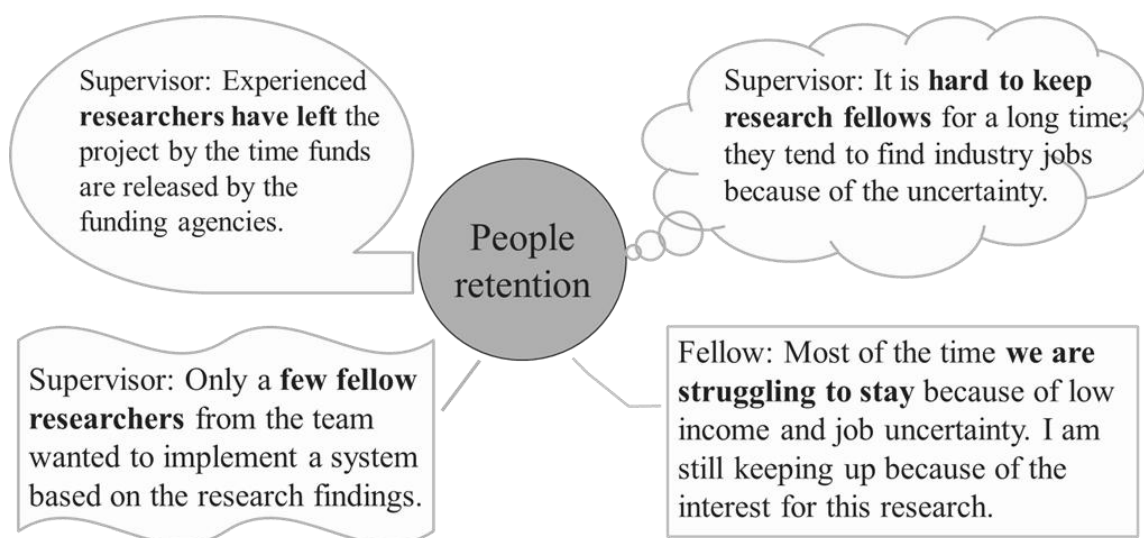 Supervisor: Experienced
researchers have left the
project by the time funds
are released by the
funding agencies.
Supervisor: It is hard to keep
research fellows for a long time;
they tend to find industry jobs
because of the uncertainty.
People
retention
Supervisor: Only a few fellow
researchers from the team
wanted to implement a system
based on the research findings.
Fellow: Most of the time we are
struggling to stay because of low
income and job uncertainty. I am
still keeping up because of the
interest for this research.